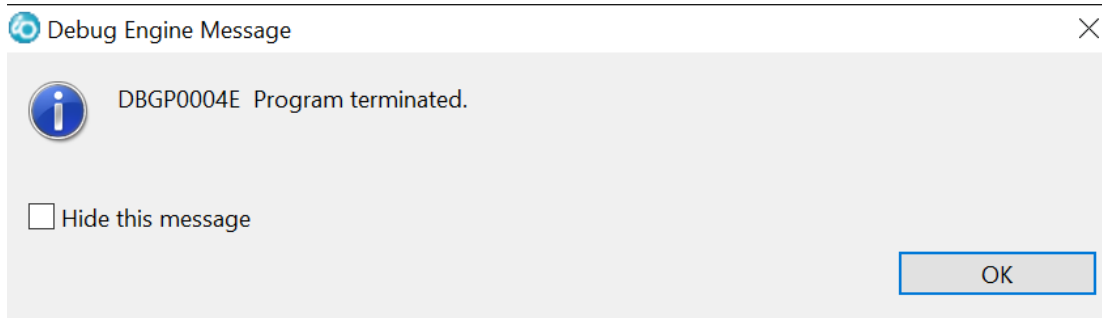 Debug Engine Message
DBGP0004E  Program terminated.
Hide this message
OK